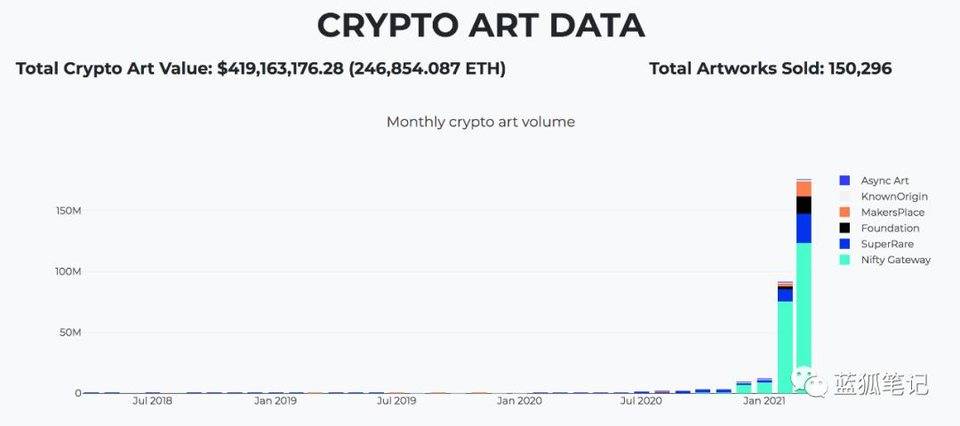 CRYPTO ART DATA
Total Crypto Art Value: $419,163,176.28 (246,854.087 ETH) Total Artworks Sold: 150,296
Monthly crypto art volume
Async Art
KnownOrigin
MakersPlace
Foundation
SuperRare
Nifty Gateway
150M
100M
50M
0
Jul 2018 Jan 2019 Jul 2019 Jan 2020 Jul 2020 Jan 2021
蓝狐笔记